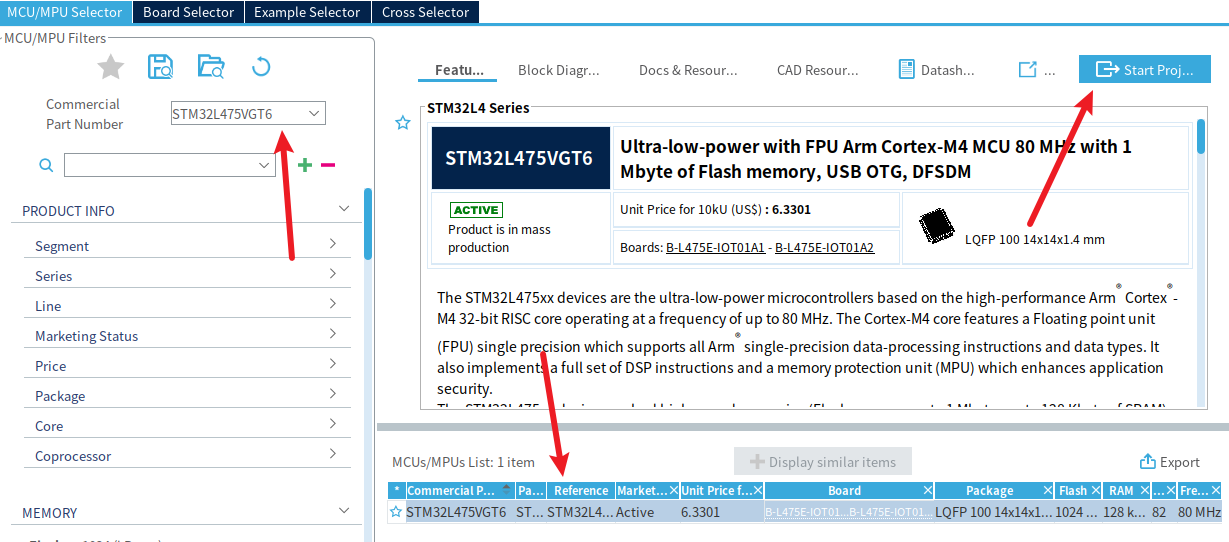 MCU/MPU Selector Board Selector Example Selector Cross Selector
MCU/MPU Filters
Commercial
Part Number
STM32L475VGT6
PRODUCT INFO
Segment
Series
Line
Marketing Status
Price
Package
Core
Coprocessor
MEMORY
Featu... Block Diagr... Docs & Resour... CAD Resour... Datash... ... Start Proj...
STM32L4 Series
STM32L475VGT6
Ultra-low-power with FPU Arm Cortex-M4 MCU 80 MHz with 1
Mbyte of Flash memory, USB OTG, DFSDM
ACTIVE
Product is in mass
production
Unit Price for 10kU (US$) : 6.3301
Boards: B-L475E-IOT01A1 - B-L475E-IOT01A2
LQFP 100 14x14x1.4 mm
The STM32L475xx devices are the ultra-low-power microcontrollers based on the high-performance Arm® Cortex®-
M4 32-bit RISC core operating at a frequency of up to 80 MHz. The Cortex-M4 core features a Floating point unit
(FPU) single precision which supports all Arm® single-precision data-processing instructions and data types. It
also implements a full set of DSP instructions and a memory protection unit (MPU) which enhances application
security.
MCUs/MPUs List: 1 item Display similar items Export
* Commercial P... Pa... Reference Market... Unit Price f... Board Package Flash RAM ... Fre...
STM32L475VGT6 ST... STM32L4... Active 6.3301 B-L475E-IOT01...B-L475E-IOT01... LQFP 100 14x14x1... 1024 ... 128 k... 82 80 MHz